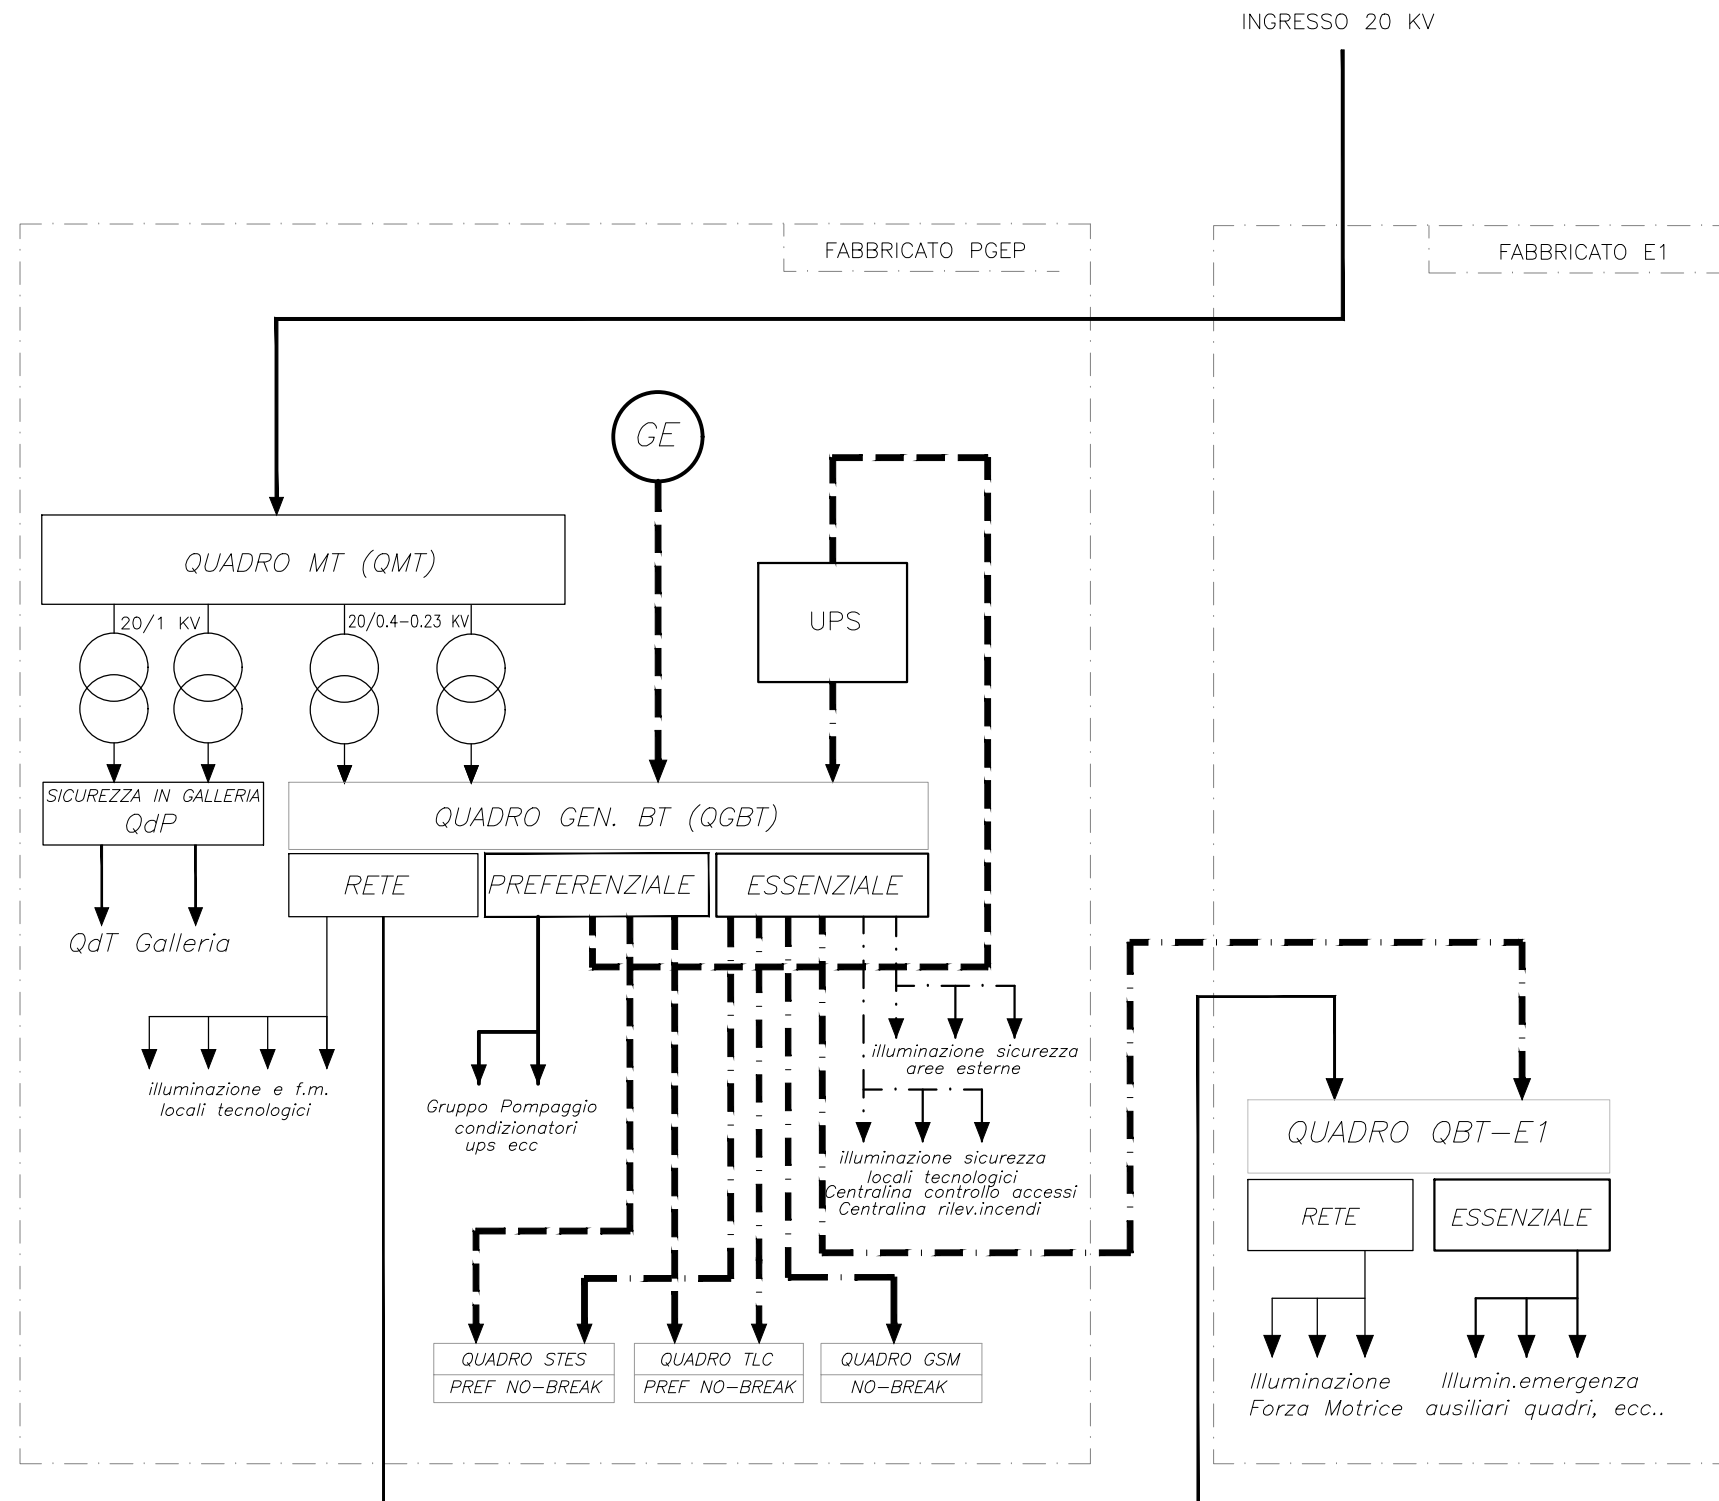 INGRESSO 20 KV
FABBRICATO PGEP
FABBRICATO E1
GE
QUADRO MT (QMT)
UPS
20/1 KV
20/0.4-0.23 KV
SICUREZZA IN GALLERIA
QdP
QUADRO GEN. BT (QGBT)
RETE
PREFERENZIALE
ESSENZIALE
QdT Galleria
illuminazione e f.m.
locali tecnologici
Gruppo Pompaggio
condizionatori
ups ecc
illuminazione sicurezza
aree esterne
illuminazione sicurezza
locali tecnologici
Centralina controllo accessi
Centralina rilev.incendi
QUADRO QBT-E1
RETE
ESSENZIALE
QUADRO STES
PREF NO-BREAK
QUADRO TLC
PREF NO-BREAK
QUADRO GSM
NO-BREAK
Illuminazione
Forza Motrice
Illumin.emergenza
ausiliari quadri, ecc..